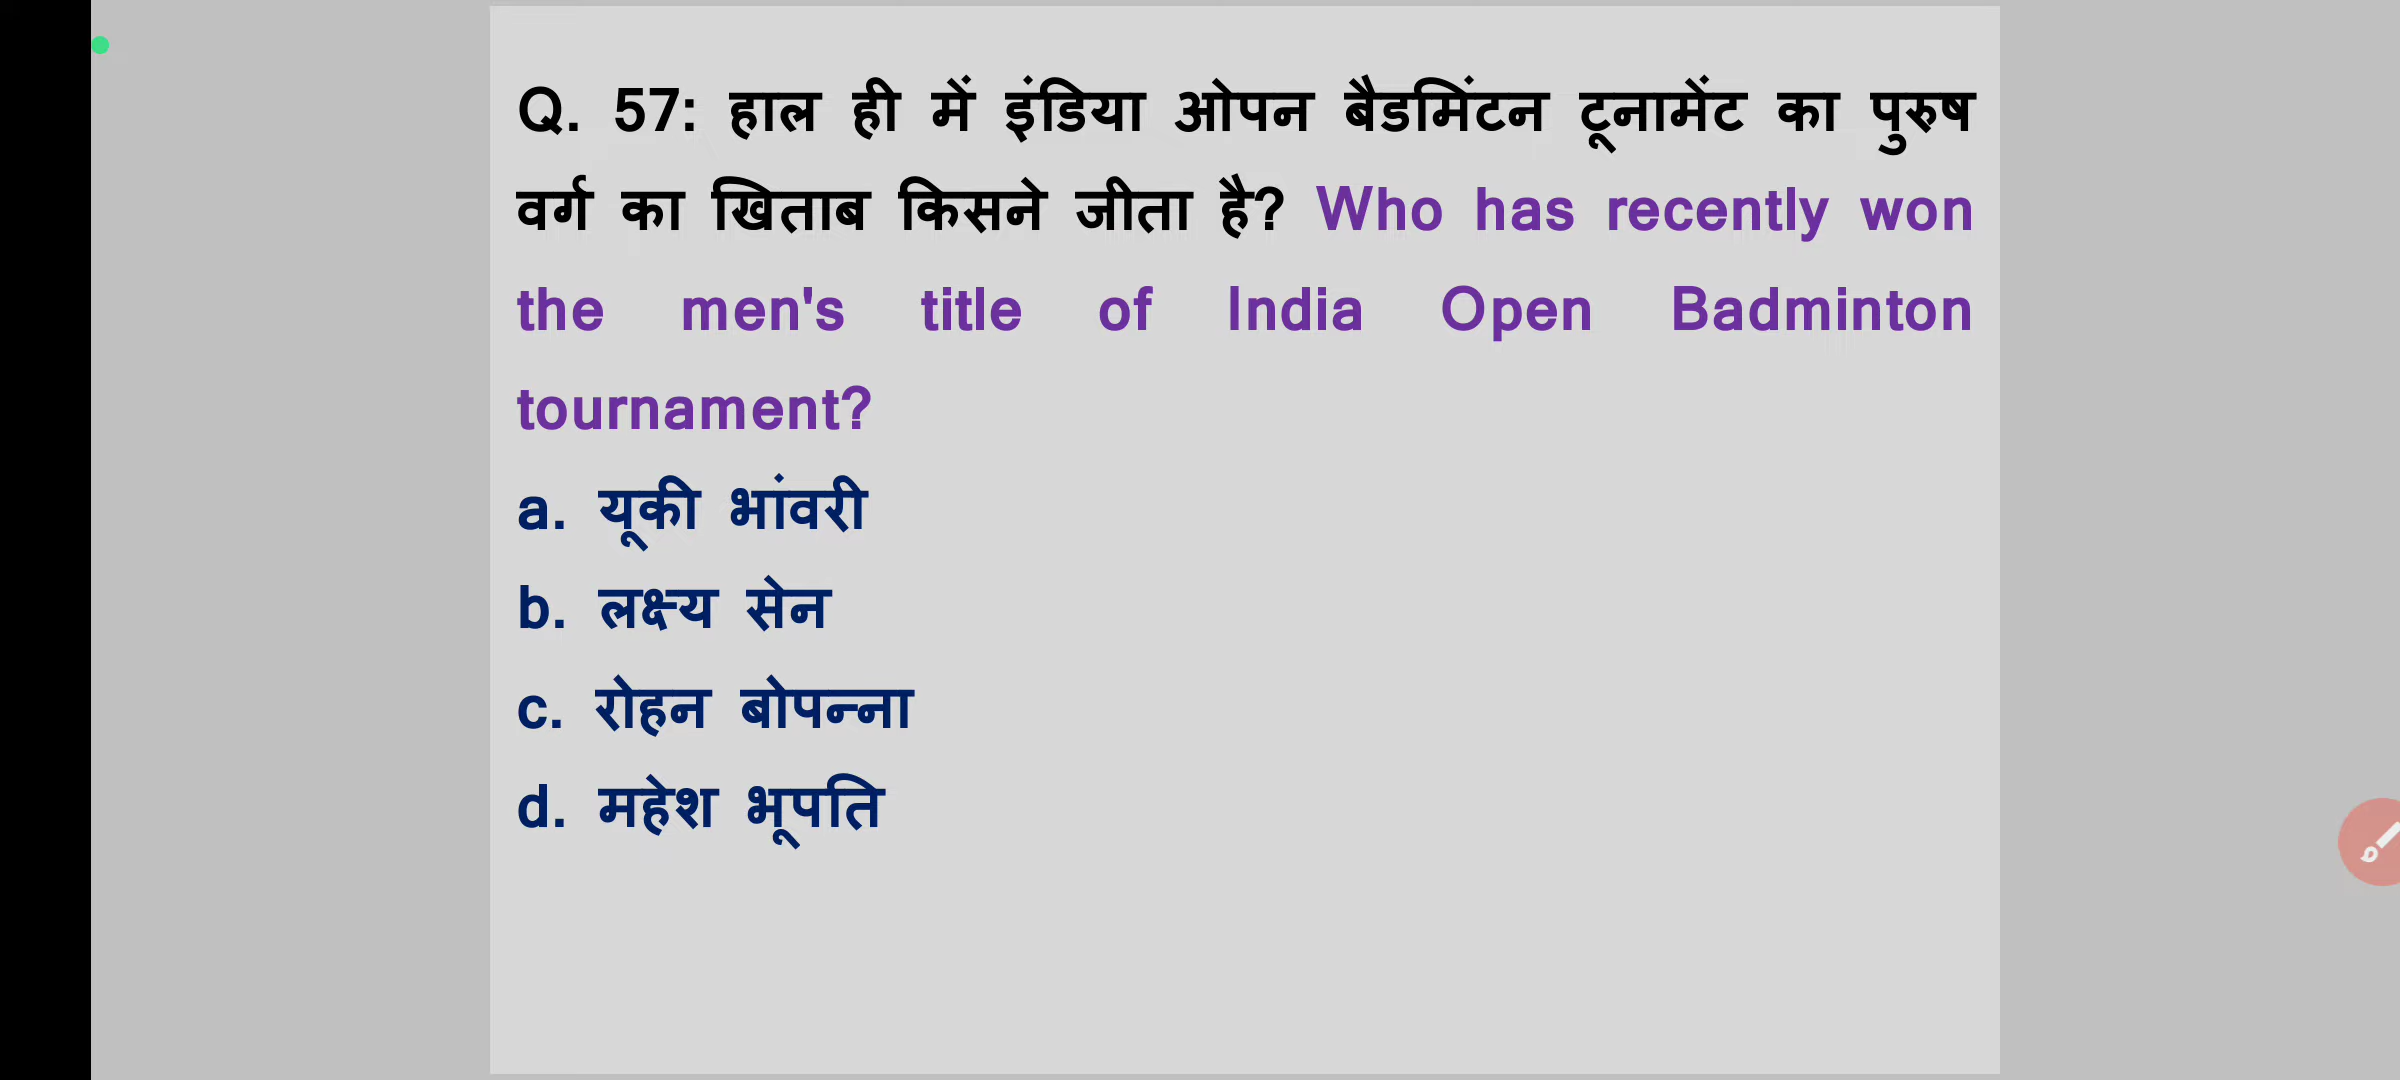 Q. 57: हाल ही में इंडिया ओपन बैडमिंटन टूनामेंट का पुरुष
वर्ग का खिताब किसने जीता है? Who has recently won
the men's title of India Open Badminton
tournament?
a. यूकी भांवरी
b. लक्ष्य सेन
c. रोहन बोपन्ना
d. महेश भूपति